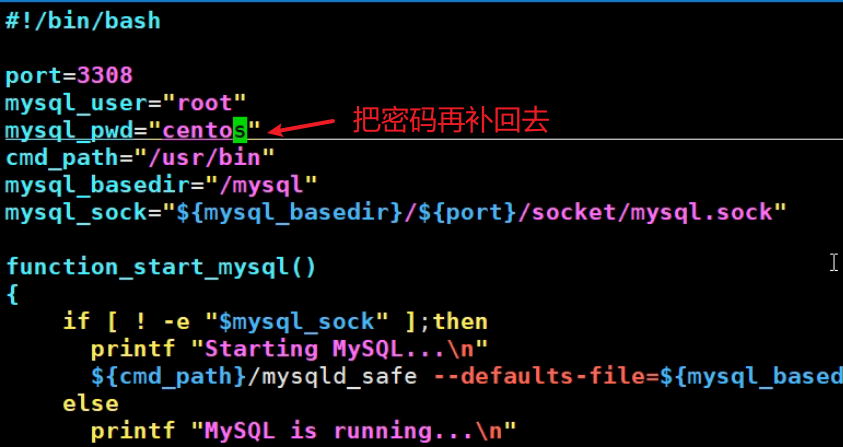 #!/bin/bash
port=3308
mysql_user="root"
mysql_pwd="centos" 把密码再补回去
cmd_path="/usr/bin"
mysql_basedir="/mysql"
mysql_sock="${mysql_basedir}/${port}/socket/mysql.sock"
function_start_mysql()
{
if [ ! -e "$mysql_sock" ];then
printf "Starting MySQL...\n"
${cmd_path}/mysqld_safe --defaults-file=${mysql_based
else
printf "MySQL is running...\n"